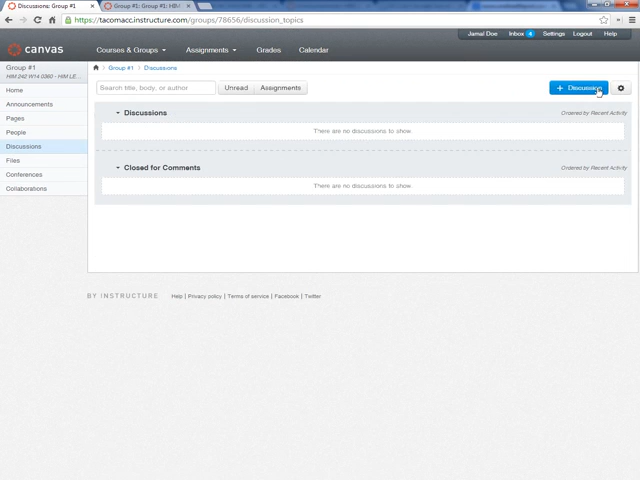 Discussions: Group #1
Group #1: Group #1: HIM
https://tacomacc.instructure.com/groups/78656/discussion_topics
Jamal Doe Inbox 4 Settings Logout Help
canvas Courses & Groups Assignments Grades Calendar
Group #1
HIM 242 W14 0360 - HIM LE...
Group #1 Discussions
Home
Announcements
Pages
People
Discussions
Files
Conferences
Collaborations
Search title, body, or author Unread Assignments + Discussion
Discussions Ordered by Recent Activity
There are no discussions to show.
Closed for Comments Ordered by Recent Activity
There are no discussions to show.
BY INSTRUCTURE Help | Privacy policy | Terms of service | Facebook | Twitter